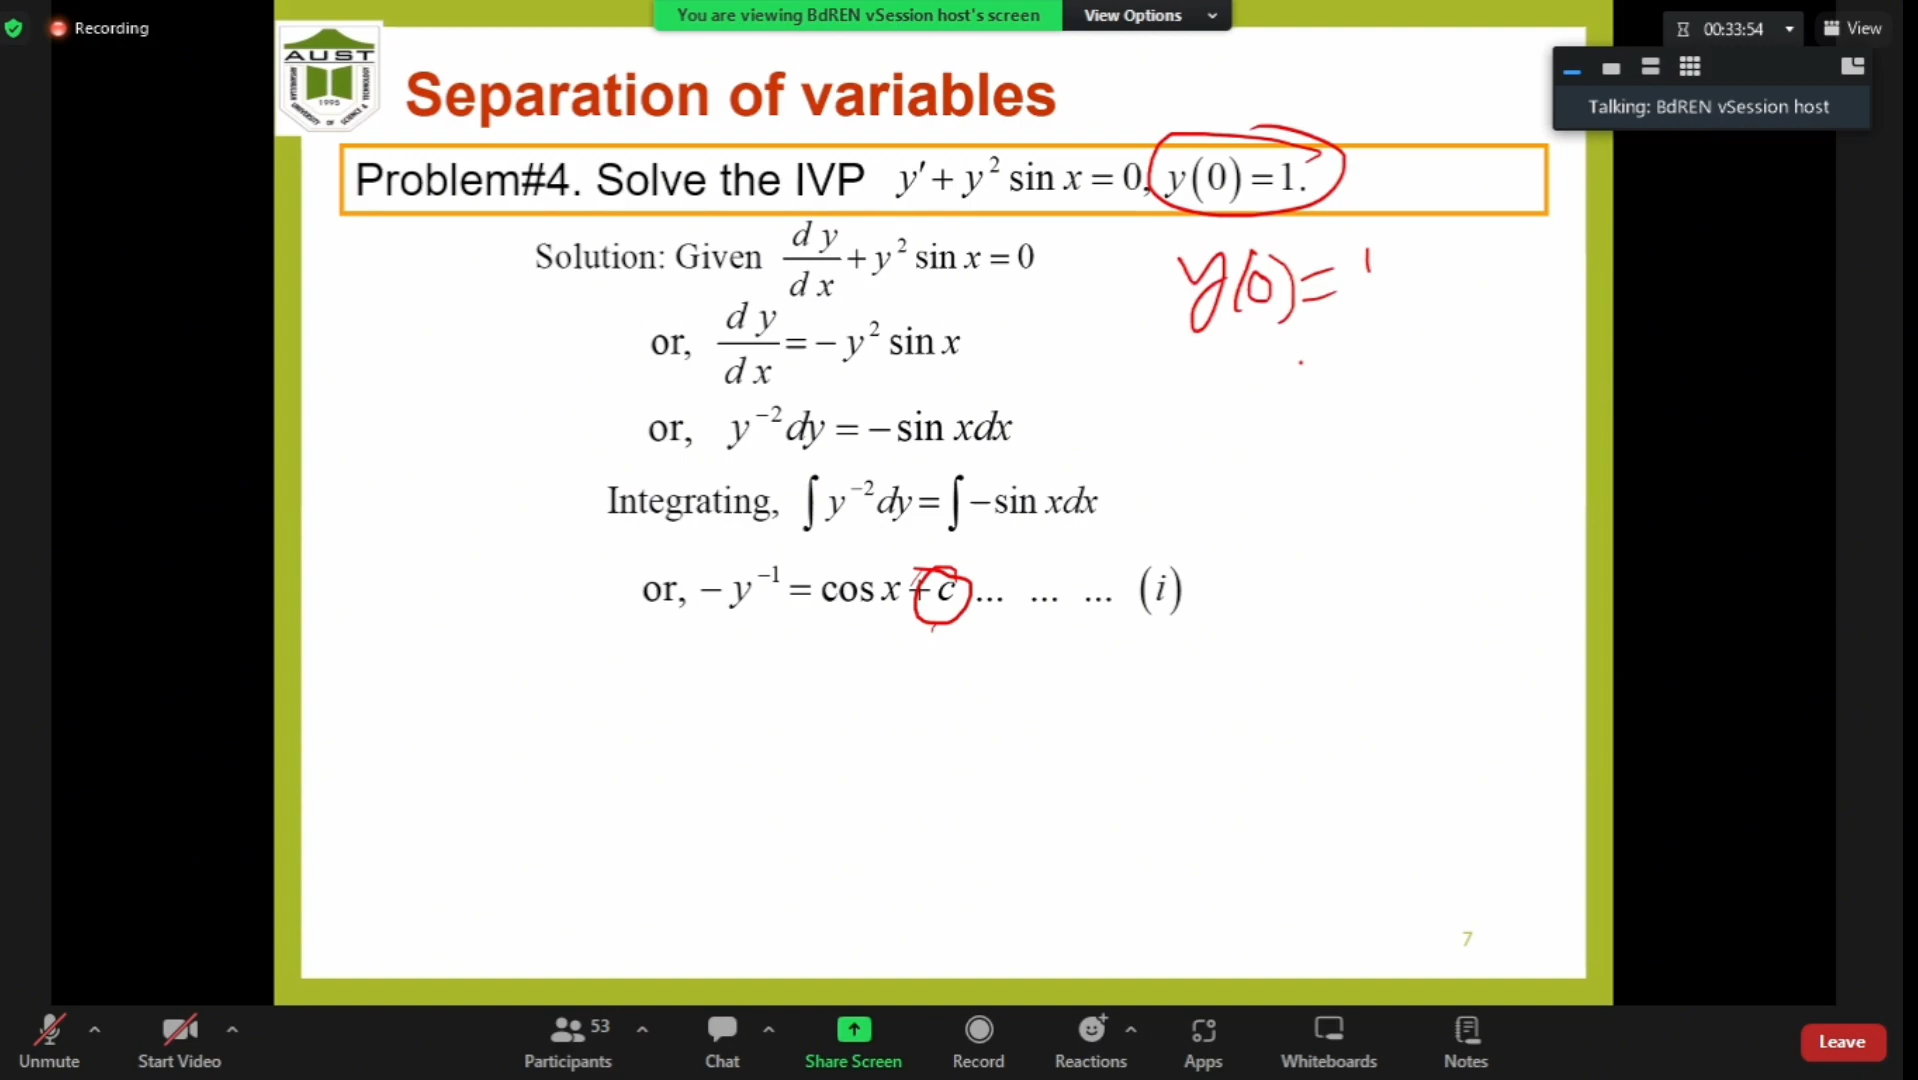 You are viewing BdREN vSession host's screen View Options
Recording
00:33:54 View
Talking: BdREN vSession host
AUST
1995
Separation of variables
Problem#4. Solve the IVP y′ + y² sin x = 0, y(0) = 1.
Solution: Given dy/dx + y² sin x = 0
y(0) = 1
or, dy/dx = − y² sin x
or, y⁻² dy = − sin xdx
Integrating, ∫ y⁻² dy = ∫ −sin xdx
or, − y⁻¹ = cos x + c ... ... ... (i)
7
Unmute Start Video Participants 53 Chat Share Screen Record Reactions Apps Whiteboards Notes Leave